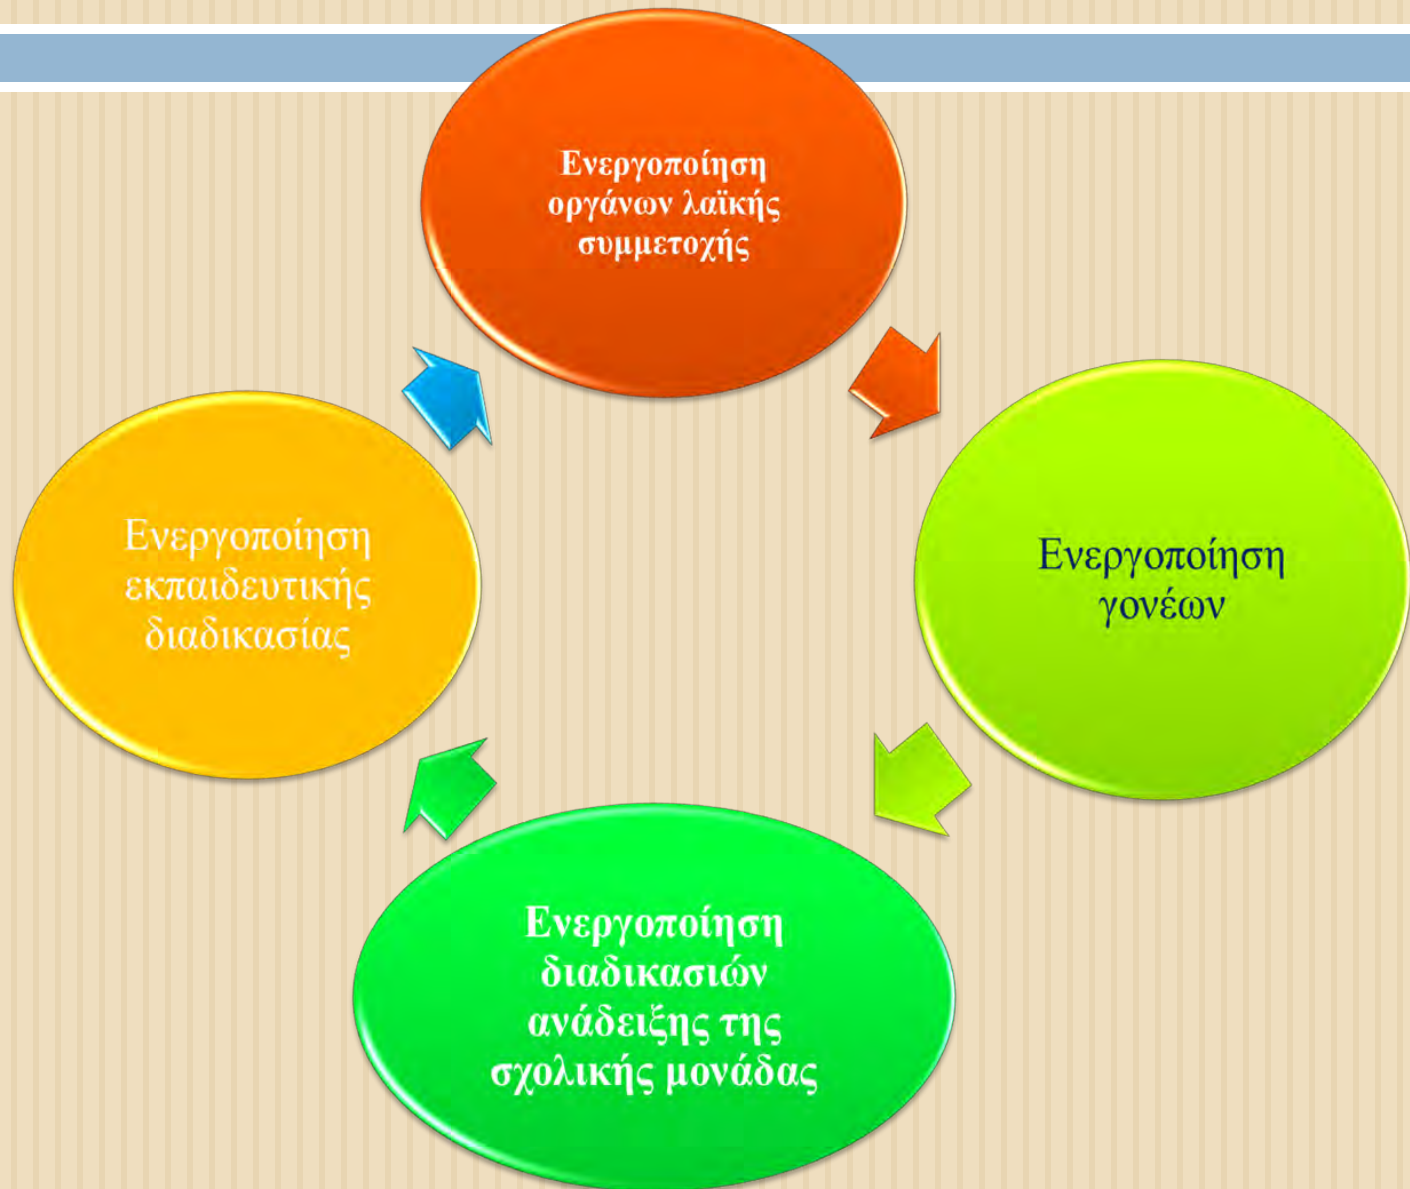 Ενεργοποίηση
οργάνων λαϊκής
συμμετοχής
Ενεργοποίηση
γονέων
Ενεργοποίηση
διαδικασιών
ανάδειξης της
σχολικής μονάδας
Ενεργοποίηση
εκπαιδευτικής
διαδικασίας